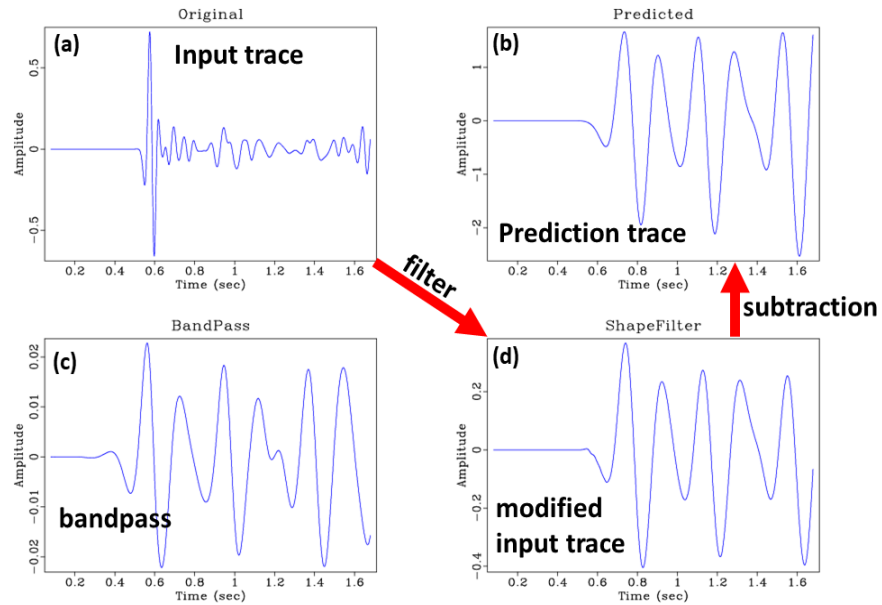 Original
(a)
Input trace
Amplitude
0.5
0
−0.5
0.2 0.4 0.6 0.8 1 1.2 1.4 1.6
Time (sec)
Predicted
(b)
Amplitude
1
0
−1
−2
Prediction trace
0.2 0.4 0.6 0.8 1 1.2 1.4 1.6
Time (sec)
filter
subtraction
BandPass
(c)
Amplitude
0.02
0.01
0
−0.01
−0.02
bandpass
0.2 0.4 0.6 0.8 1 1.2 1.4 1.6
Time (sec)
ShapeFilter
(d)
Amplitude
0.2
0
−0.2
−0.4
modified
input trace
0.2 0.4 0.6 0.8 1 1.2 1.4 1.6
Time (sec)